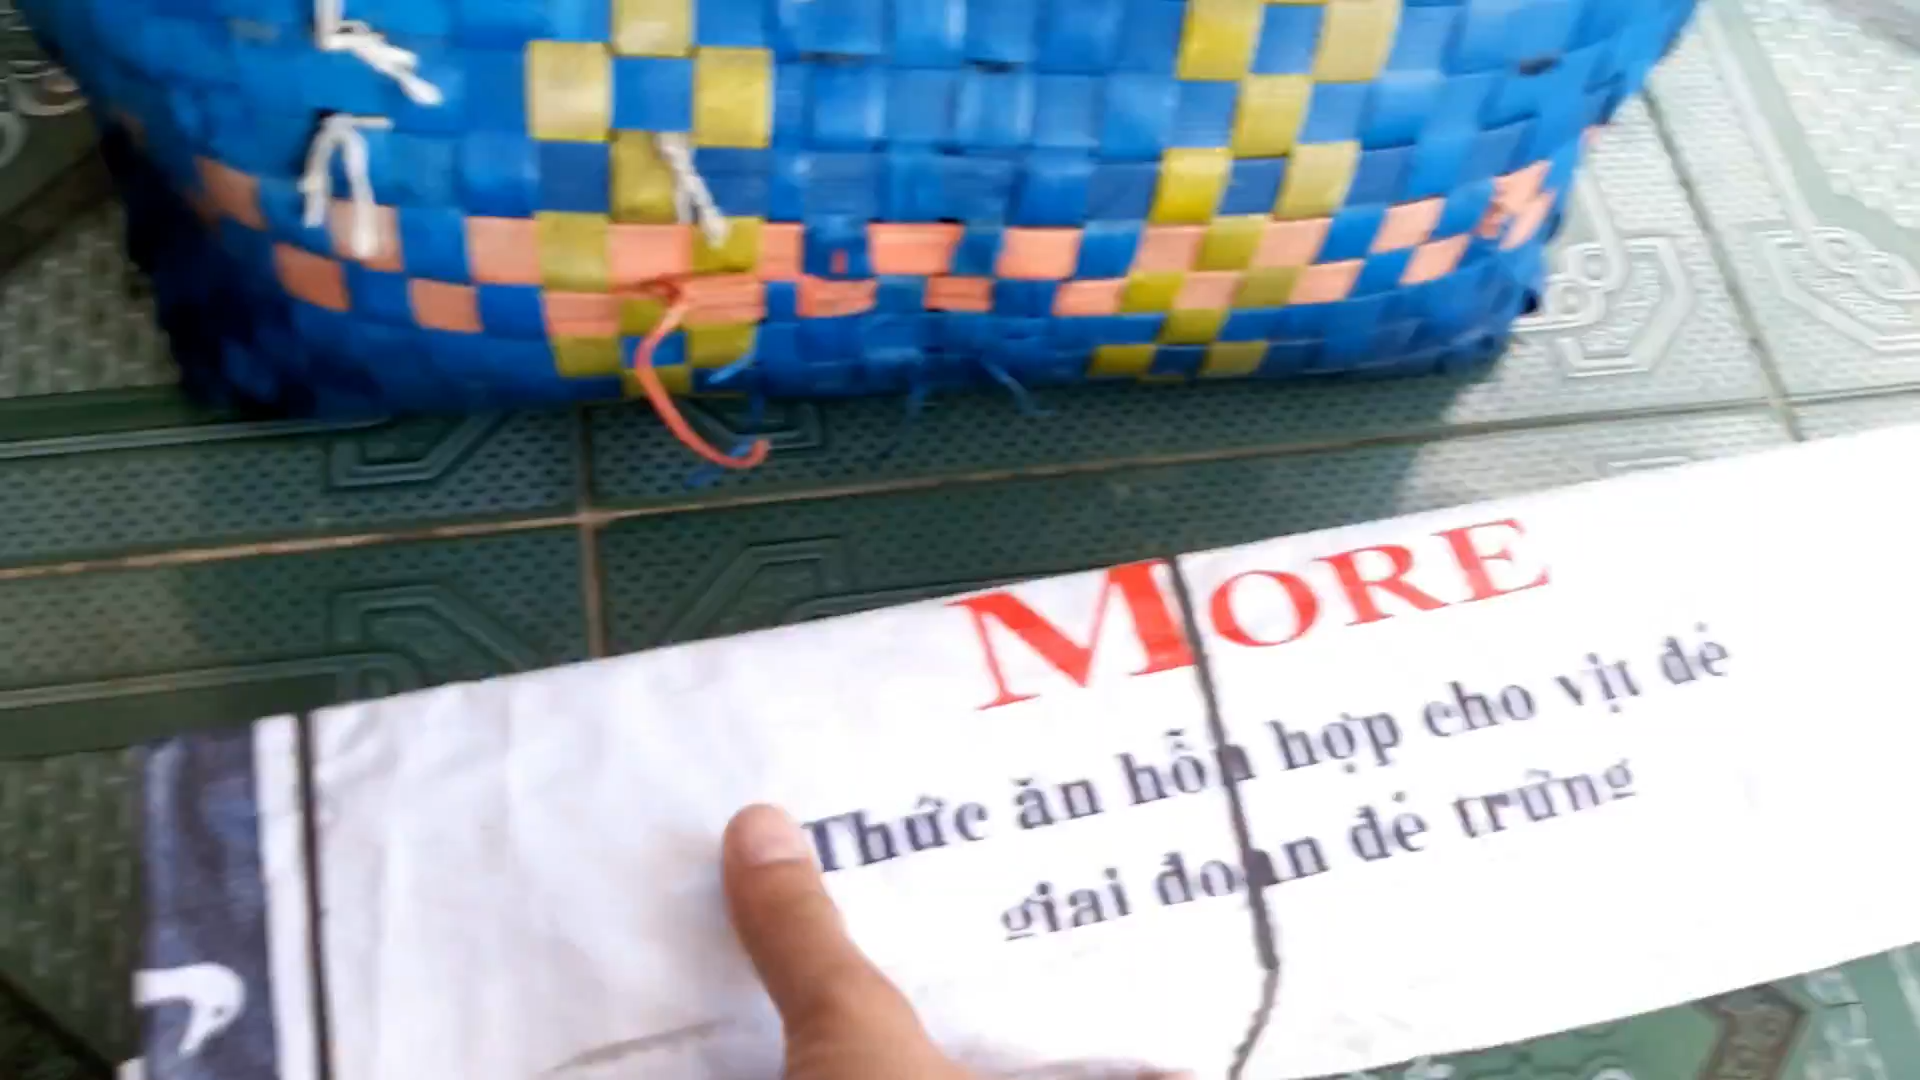 MORE
Thức ăn hỗn hợp cho vịt đẻ
giai đoạn đẻ trứng